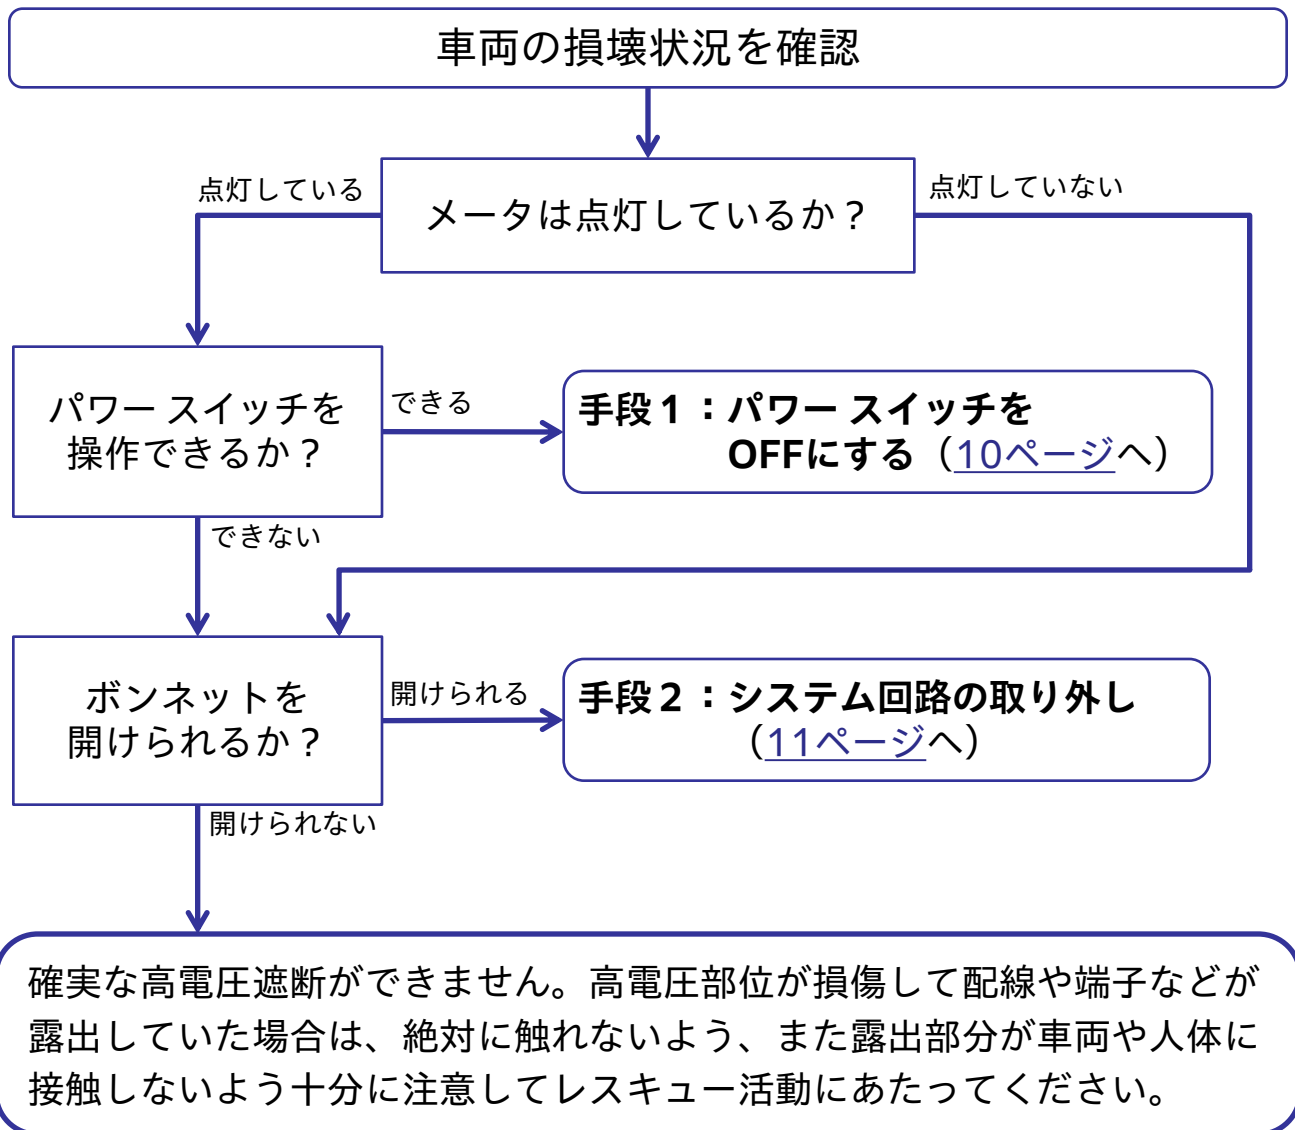 車両の損壊状況を確認
点灯している
メータは点灯しているか？
点灯していない
パワー スイッチを
操作できるか？
できる
手段１：パワー スイッチを
OFFにする（10ページへ）
できない
ボンネットを
開けられるか？
開けられる
手段２：システム回路の取り外し
（11ページへ）
開けられない
確実な高電圧遮断ができません。高電圧部位が損傷して配線や端子などが
露出していた場合は、絶対に触れないよう、また露出部分が車両や人体に
接触しないよう十分に注意してレスキュー活動にあたってください。